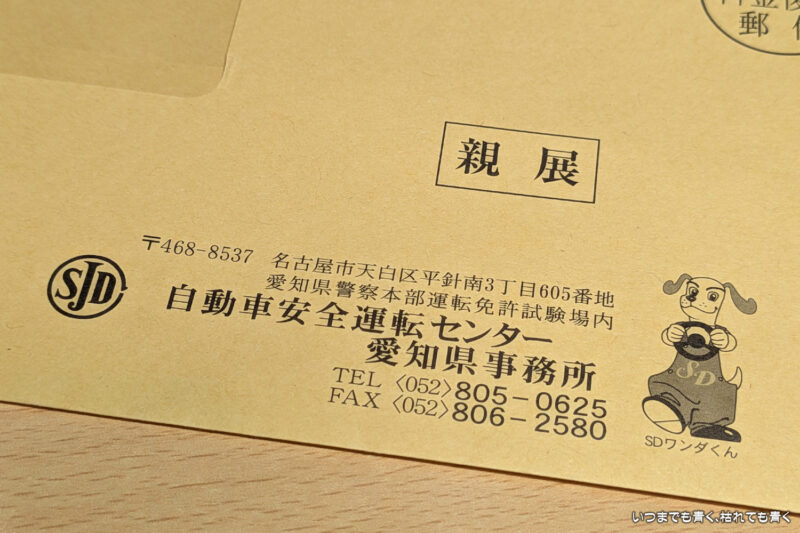 郵
親展
〒468-8537 名古屋市天白区平針南3丁目605番地
愛知県警察本部運転免許試験場内
SJD
自動車安全運転センター
愛知県事務所
TEL〈052〉805-0625
FAX〈052〉806-2580
SD
SDワンダくん
いつまでも青く、枯れても青く